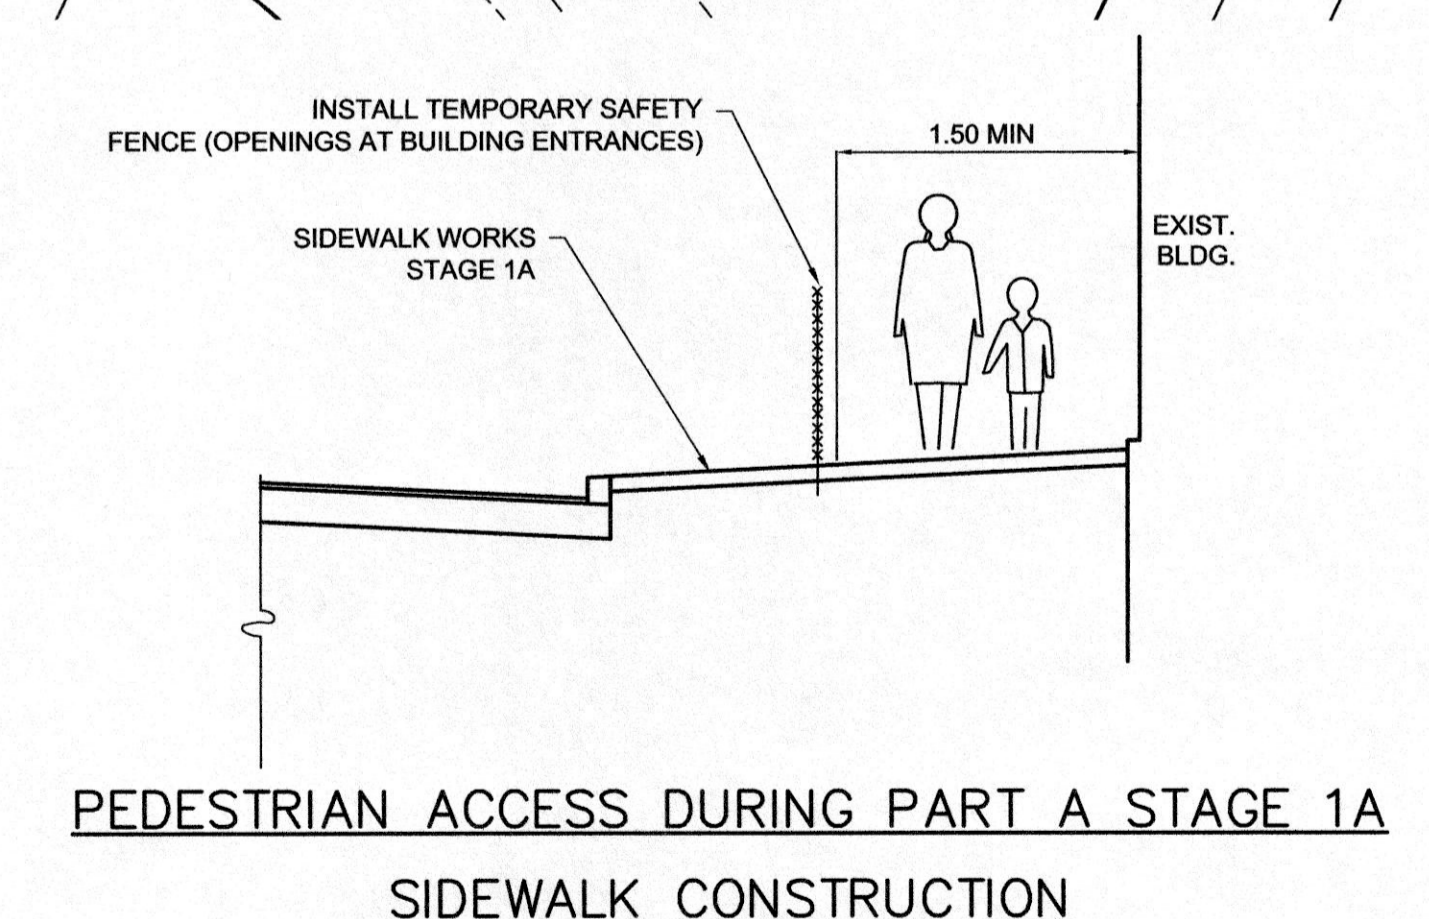 INSTALL TEMPORARY SAFETY
FENCE (OPENINGS AT BUILDING ENTRANCES)
1.50 MIN
SIDEWALK WORKS
STAGE 1A
EXIST.
BLDG.
PEDESTRIAN ACCESS DURING PART A STAGE 1A
SIDEWALK CONSTRUCTION